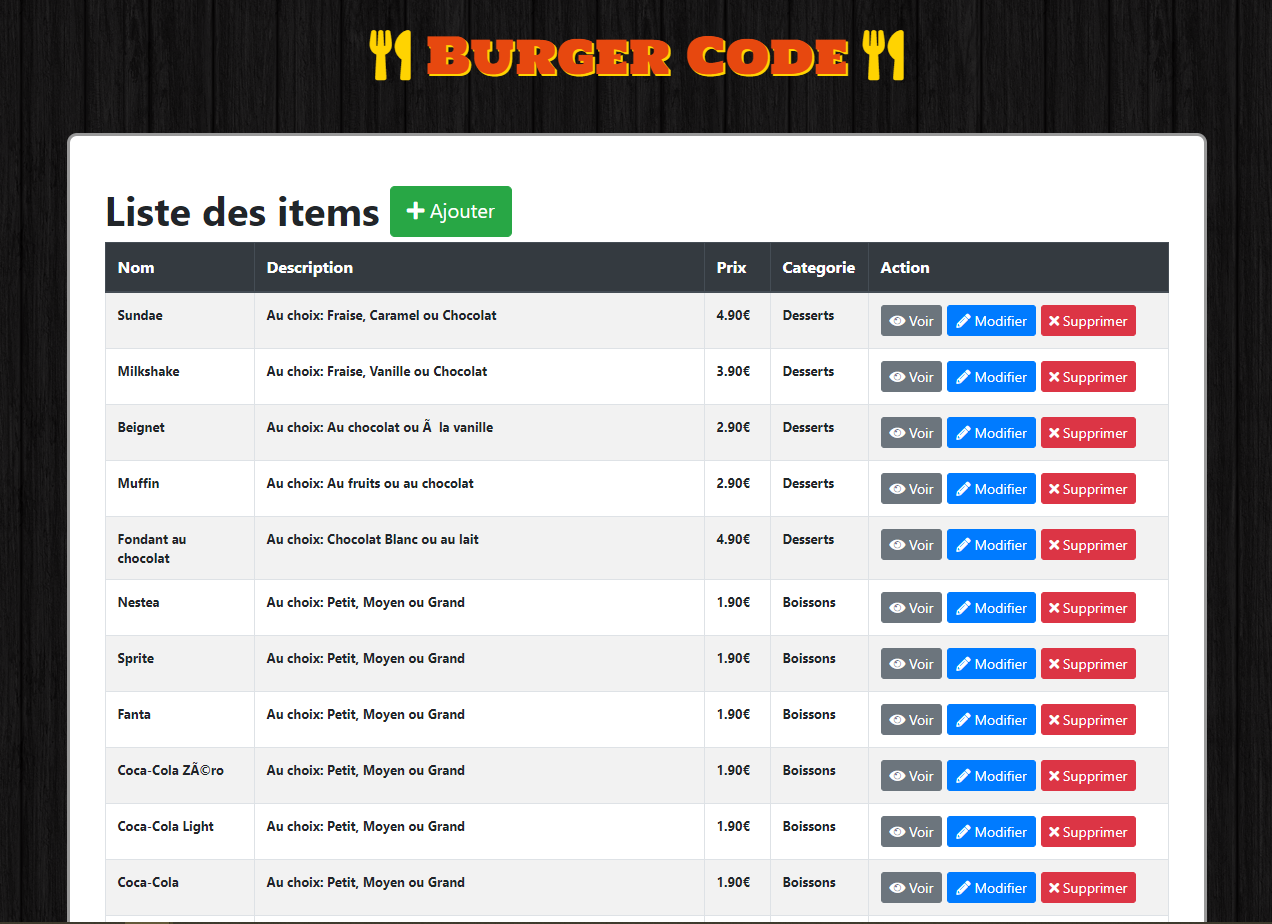 Burger Code
Liste des items
Ajouter
Nom Description Prix Categorie Action
Sundae Au choix: Fraise, Caramel ou Chocolat 4.90€ Desserts Voir Modifier Supprimer
Milkshake Au choix: Fraise, Vanille ou Chocolat 3.90€ Desserts Voir Modifier Supprimer
Beignet Au choix: Au chocolat ou Ã  la vanille 2.90€ Desserts Voir Modifier Supprimer
Muffin Au choix: Au fruits ou au chocolat 2.90€ Desserts Voir Modifier Supprimer
Fondant au Au choix: Chocolat Blanc ou au lait 4.90€ Desserts Voir Modifier Supprimer
chocolat
Nestea Au choix: Petit, Moyen ou Grand 1.90€ Boissons Voir Modifier Supprimer
Sprite Au choix: Petit, Moyen ou Grand 1.90€ Boissons Voir Modifier Supprimer
Fanta Au choix: Petit, Moyen ou Grand 1.90€ Boissons Voir Modifier Supprimer
Coca-Cola ZÃ©ro Au choix: Petit, Moyen ou Grand 1.90€ Boissons Voir Modifier Supprimer
Coca-Cola Light Au choix: Petit, Moyen ou Grand 1.90€ Boissons Voir Modifier Supprimer
Coca-Cola Au choix: Petit, Moyen ou Grand 1.90€ Boissons Voir Modifier Supprimer